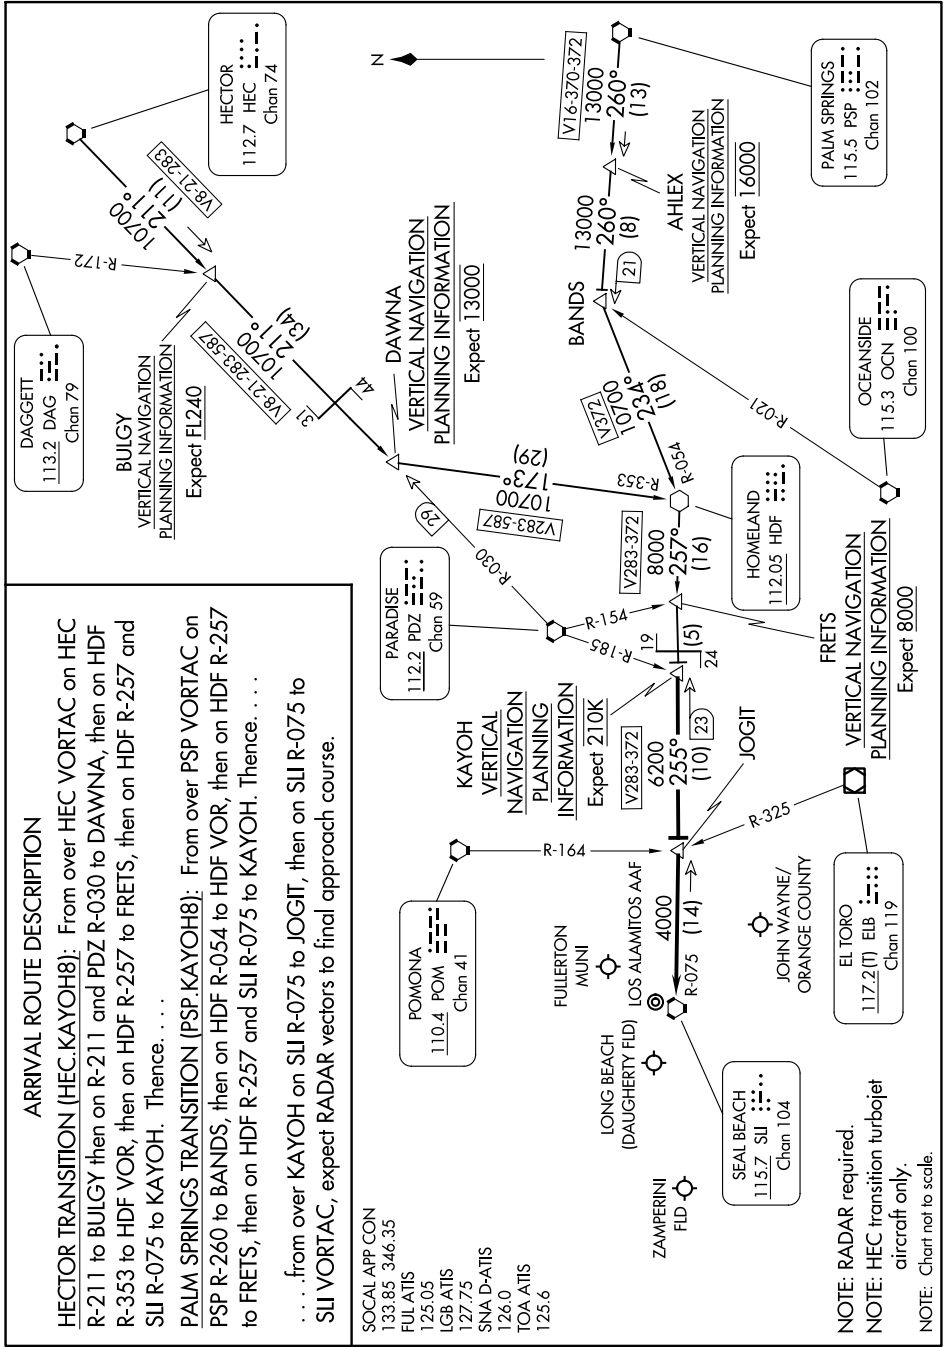 ARRIVAL ROUTE DESCRIPTION
HECTOR TRANSITION (HEC.KAYOH8): From over HEC VORTAC on HEC
R-211 to BULGY then on R-211 and PDZ R-030 to DAWNA, then on HDF
R-353 to HDF VOR, then on HDF R-257 to FRETS, then on HDF R-257 and
SLI R-075 to KAYOH. Thence. . . .
PALM SPRINGS TRANSITION (PSP.KAYOH8): From over PSP VORTAC on
PSP R-260 to BANDS, then on HDF R-054 to HDF VOR, then on HDF R-257
to FRETS, then on HDF R-257 and SLI R-075 to KAYOH. Thence. . . .
. . . .from over KAYOH on SLI R-075 to JOGIT, then on SLI R-075 to
SLI VORTAC, expect RADAR vectors to final approach course.
SOCAL APP CON
133.85 346.35
FUL ATIS
125.05
LGB ATIS
127.75
SNA D-ATIS
126.0
TOA ATIS
125.6
DAGGETT
113.2 DAG
Chan 79
HECTOR
112.7 HEC
Chan 74
R-172
V8-21-283
(11)
211°
10700
BULGY
VERTICAL NAVIGATION
PLANNING INFORMATION
Expect FL240
(34)
211°
10700
V8-21-283-587
31
44
N
DAWNA
VERTICAL NAVIGATION
PLANNING INFORMATION
Expect 13000
(29)
173°
10700
V283-587
R-353
29
R-030
PARADISE
112.2 PDZ
Chan 59
R-154
R-185
V16-370-372
13000
260°
(13)
PALM SPRINGS
115.5 PSP
Chan 102
AHLEX
VERTICAL NAVIGATION
PLANNING INFORMATION
Expect 16000
13000
260°
(8)
21
BANDS
V372
10700
234°
(18)
R-054
R-021
OCEANSIDE
115.3 OCN
Chan 100
HOMELAND
112.05 HDF
V283-372
8000
257°
(16)
FRETS
VERTICAL NAVIGATION
PLANNING INFORMATION
Expect 8000
19
24
(5)
KAYOH
VERTICAL
NAVIGATION
PLANNING
INFORMATION
Expect 210K
V283-372
6200
255°
(10)
23
JOGIT
R-164
R-325
POMONA
110.4 POM
Chan 41
EL TORO
117.2(T) ELB
Chan 119
4000
(14)
R-075
FULLERTON
MUNI
LOS ALAMITOS AAF
JOHN WAYNE/
ORANGE COUNTY
LONG BEACH
(DAUGHERTY FLD)
SEAL BEACH
115.7 SLI
Chan 104
ZAMPERINI
FLD
NOTE: RADAR required.
NOTE: HEC transition turbojet
aircraft only.
NOTE: Chart not to scale.